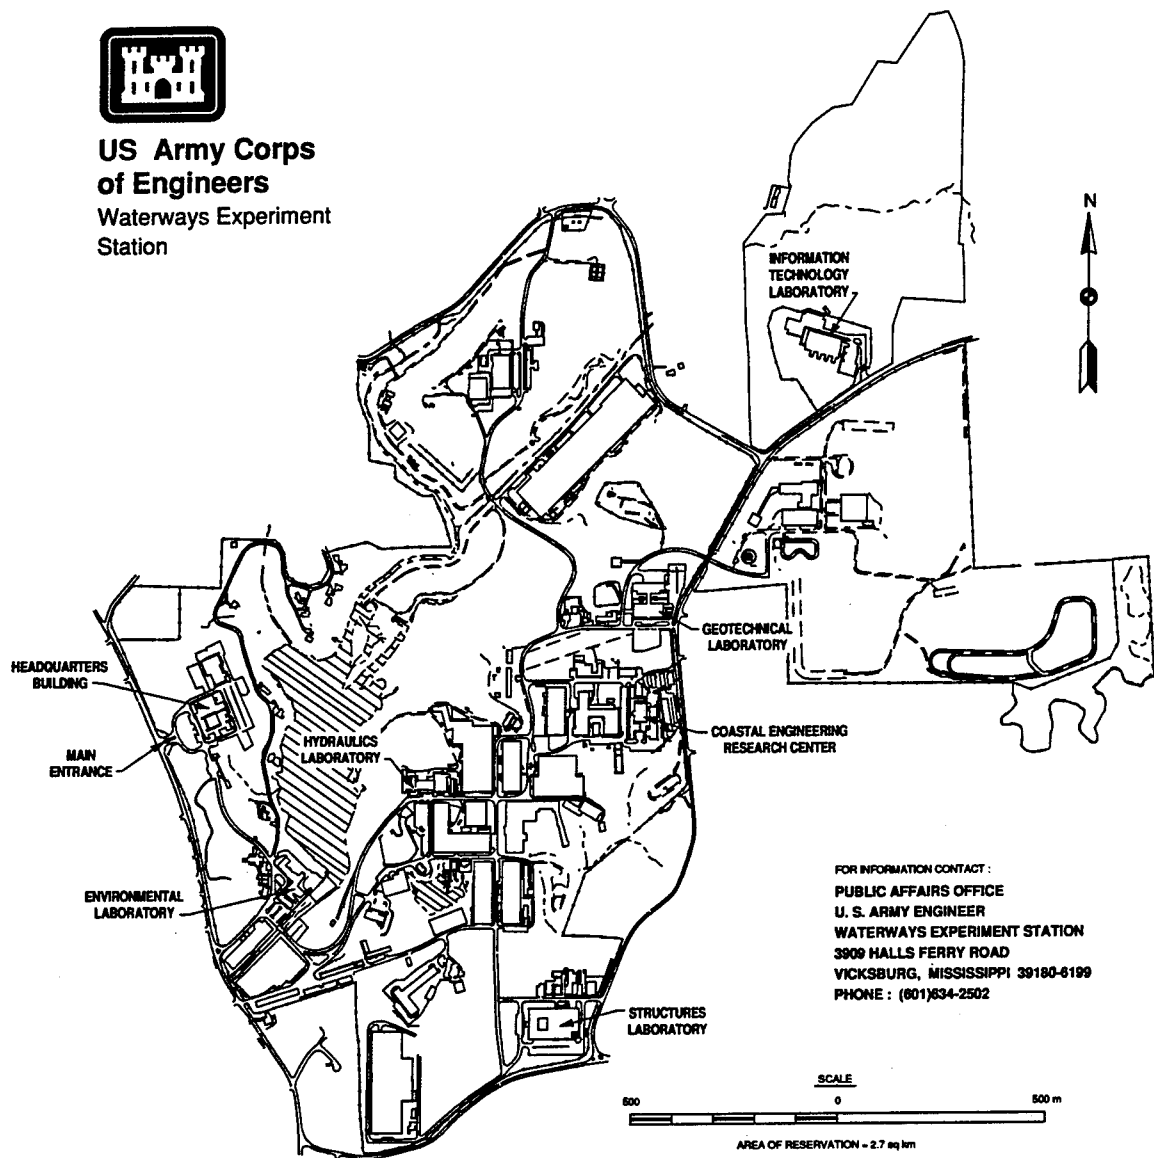 US Army Corps
of Engineers
Waterways Experiment
Station
N
INFORMATION
TECHNOLOGY
LABORATORY
GEOTECHNICAL
LABORATORY
HEADQUARTERS
BUILDING
COASTAL ENGINEERING
RESEARCH CENTER
HYDRAULICS
LABORATORY
MAIN
ENTRANCE
ENVIRONMENTAL
LABORATORY
FOR INFORMATION CONTACT :
PUBLIC AFFAIRS OFFICE
U. S. ARMY ENGINEER
WATERWAYS EXPERIMENT STATION
3909 HALLS FERRY ROAD
VICKSBURG, MISSISSIPPI 39180-6199
PHONE : (601)634-2502
STRUCTURES
LABORATORY
SCALE
500 0 500 m
AREA OF RESERVATION = 2.7 sq km